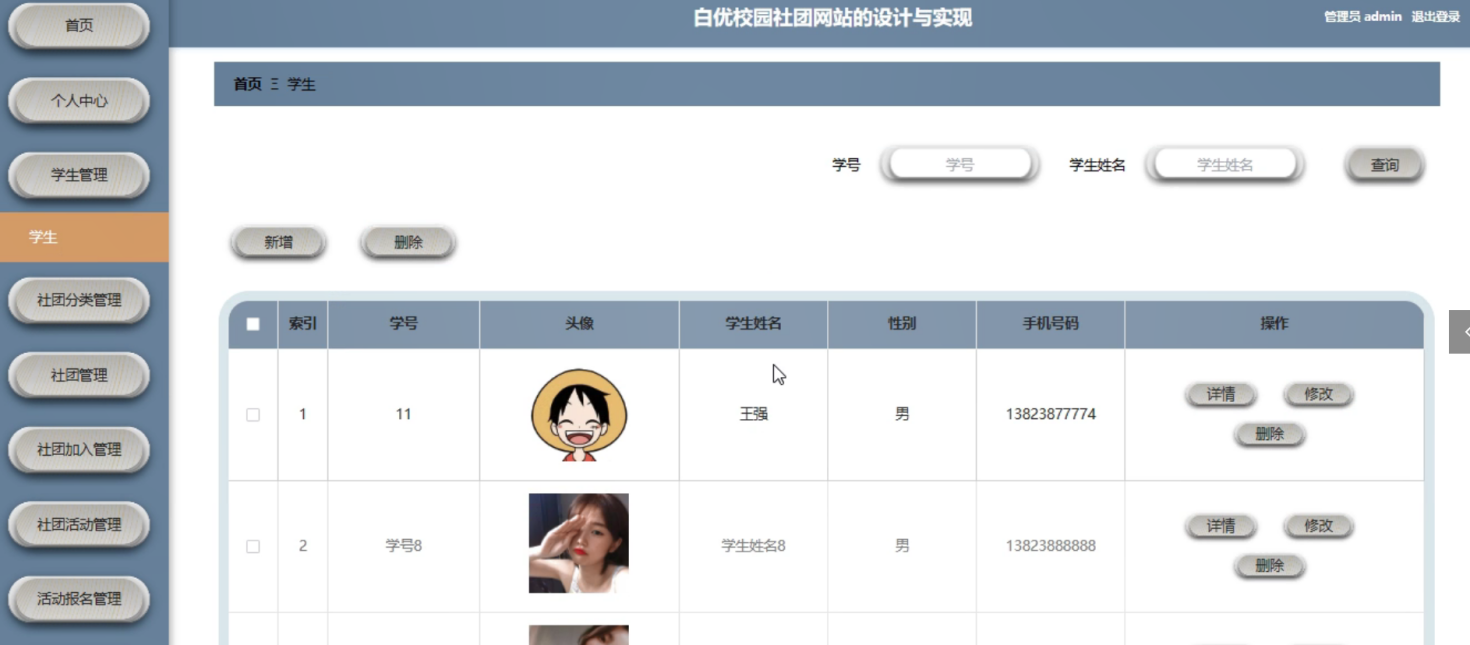 白优校园社团网站的设计与实现
管理员 admin 退出登录
首页
个人中心
学生管理
学生
社团分类管理
社团管理
社团加入管理
社团活动管理
活动报名管理
首页 Ξ 学生
学号 学号 学生姓名 学生姓名 查询
新增 删除
索引 学号 头像 学生姓名 性别 手机号码 操作
1 11 王强 男 13823877774 详情 修改
删除
2 学号8 学生姓名8 男 13823888888 详情 修改
删除